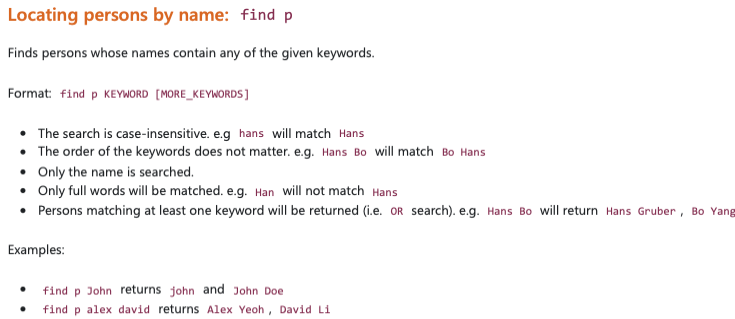 Locating persons by name: find p
Finds persons whose names contain any of the given keywords.
Format: find p KEYWORD [MORE_KEYWORDS]
• The search is case-insensitive. e.g hans will match Hans
• The order of the keywords does not matter. e.g. Hans Bo will match Bo Hans
• Only the name is searched.
• Only full words will be matched. e.g. Han will not match Hans
• Persons matching at least one keyword will be returned (i.e. OR search). e.g. Hans Bo will return Hans Gruber , Bo Yang
Examples:
• find p John returns john and John Doe
• find p alex david returns Alex Yeoh , David Li